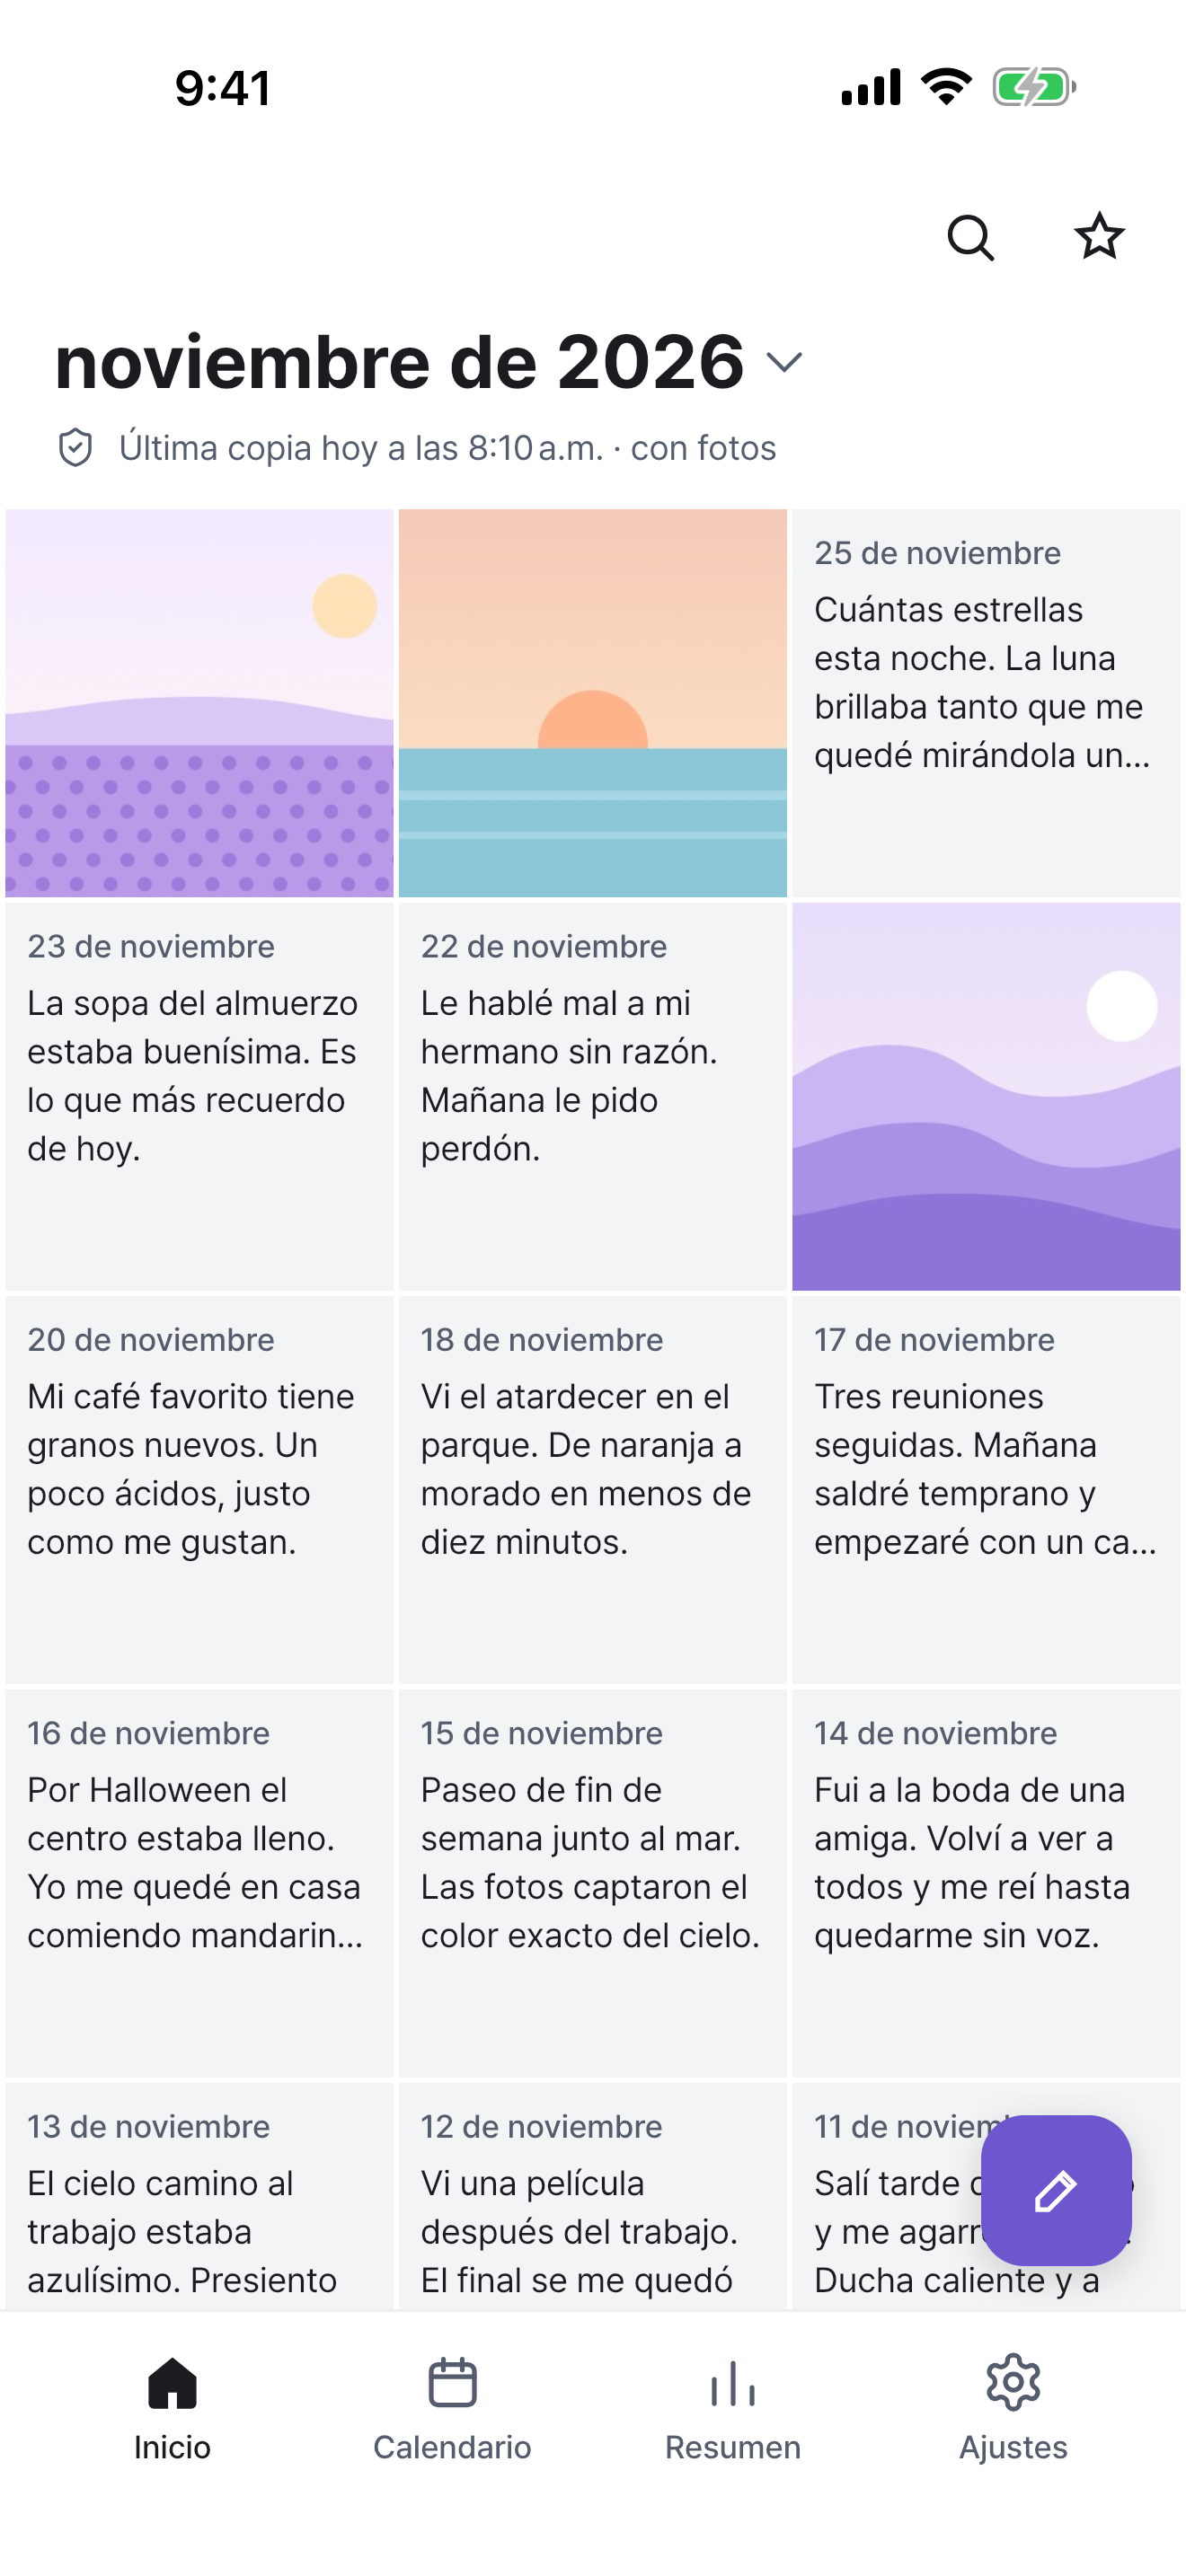 9:41
noviembre de 2026
Última copia hoy a las 8:10 a.m. · con fotos
25 de noviembre
Cuántas estrellas
esta noche. La luna
brillaba tanto que me
quedé mirándola un...
23 de noviembre
La sopa del almuerzo
estaba buenísima. Es
lo que más recuerdo
de hoy.
22 de noviembre
Le hablé mal a mi
hermano sin razón.
Mañana le pido
perdón.
20 de noviembre
Mi café favorito tiene
granos nuevos. Un
poco ácidos, justo
como me gustan.
18 de noviembre
Vi el atardecer en el
parque. De naranja a
morado en menos de
diez minutos.
17 de noviembre
Tres reuniones
seguidas. Mañana
saldré temprano y
empezaré con un ca...
16 de noviembre
Por Halloween el
centro estaba lleno.
Yo me quedé en casa
comiendo mandarin...
15 de noviembre
Paseo de fin de
semana junto al mar.
Las fotos captaron el
color exacto del cielo.
14 de noviembre
Fui a la boda de una
amiga. Volví a ver a
todos y me reí hasta
quedarme sin voz.
13 de noviembre
El cielo camino al
trabajo estaba
azulísimo. Presiento
12 de noviembre
Vi una película
después del trabajo.
El final se me quedó
11 de
Salí tarde
y me
Ducha caliente y a
Inicio
Calendario
Resumen
Ajustes